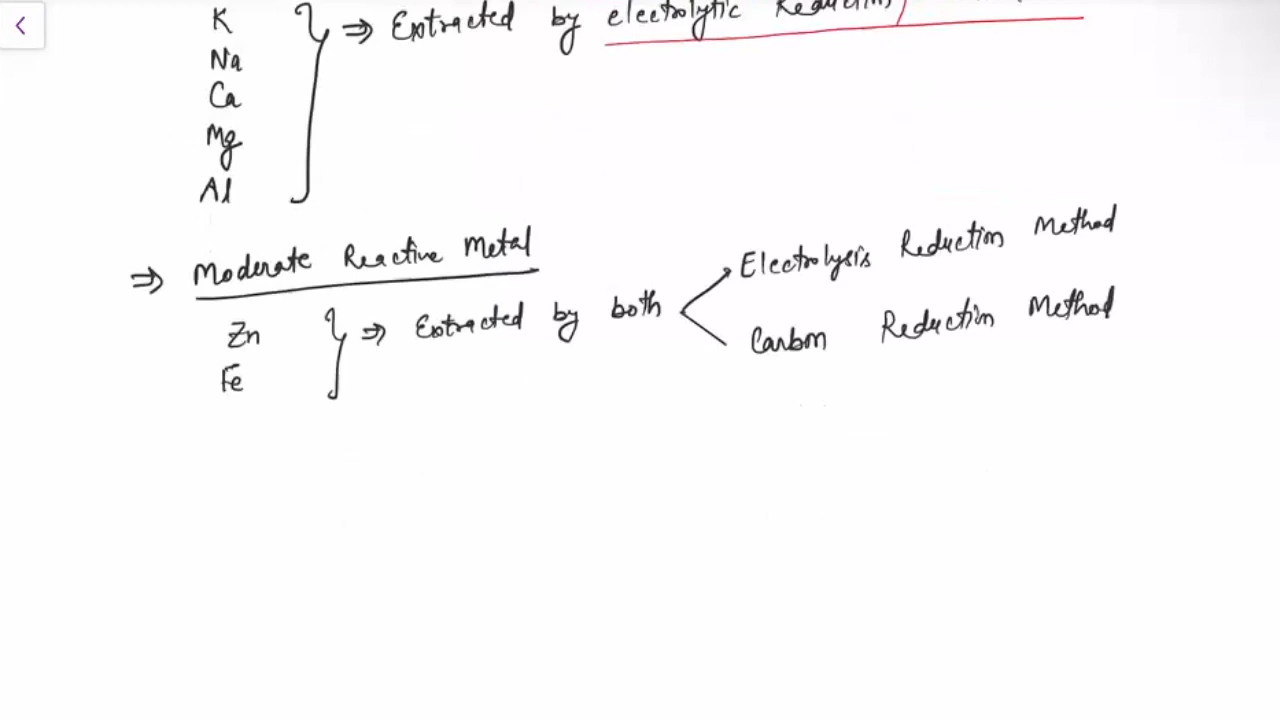 K } ⇒ Extracted by electrolytic Reduction/
Na
Ca
Mg
Al
⇒ Moderate Reactive Metal
Zn } ⇒ Extracted by both
Fe
Electrolysis Reduction Method
Carbon Reduction Method